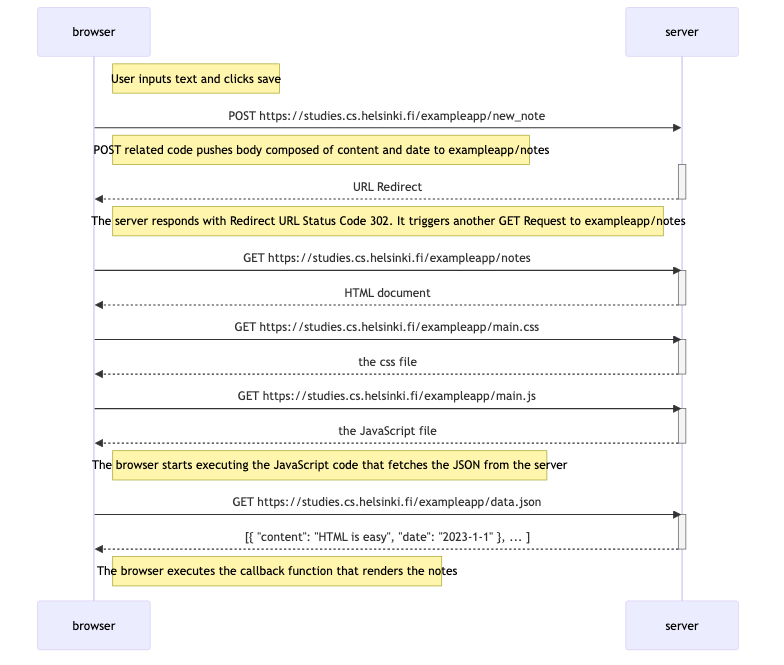 browser
server
User inputs text and clicks save
POST https://studies.cs.helsinki.fi/exampleapp/new_note
POST related code pushes body composed of content and date to exampleapp/notes
URL Redirect
The server responds with Redirect URL Status Code 302. It triggers another GET Request to exampleapp/notes
GET https://studies.cs.helsinki.fi/exampleapp/notes
HTML document
GET https://studies.cs.helsinki.fi/exampleapp/main.css
the css file
GET https://studies.cs.helsinki.fi/exampleapp/main.js
the JavaScript file
The browser starts executing the JavaScript code that fetches the JSON from the server
GET https://studies.cs.helsinki.fi/exampleapp/data.json
[{ "content": "HTML is easy", "date": "2023-1-1" }, ... ]
The browser executes the callback function that renders the notes
browser
server